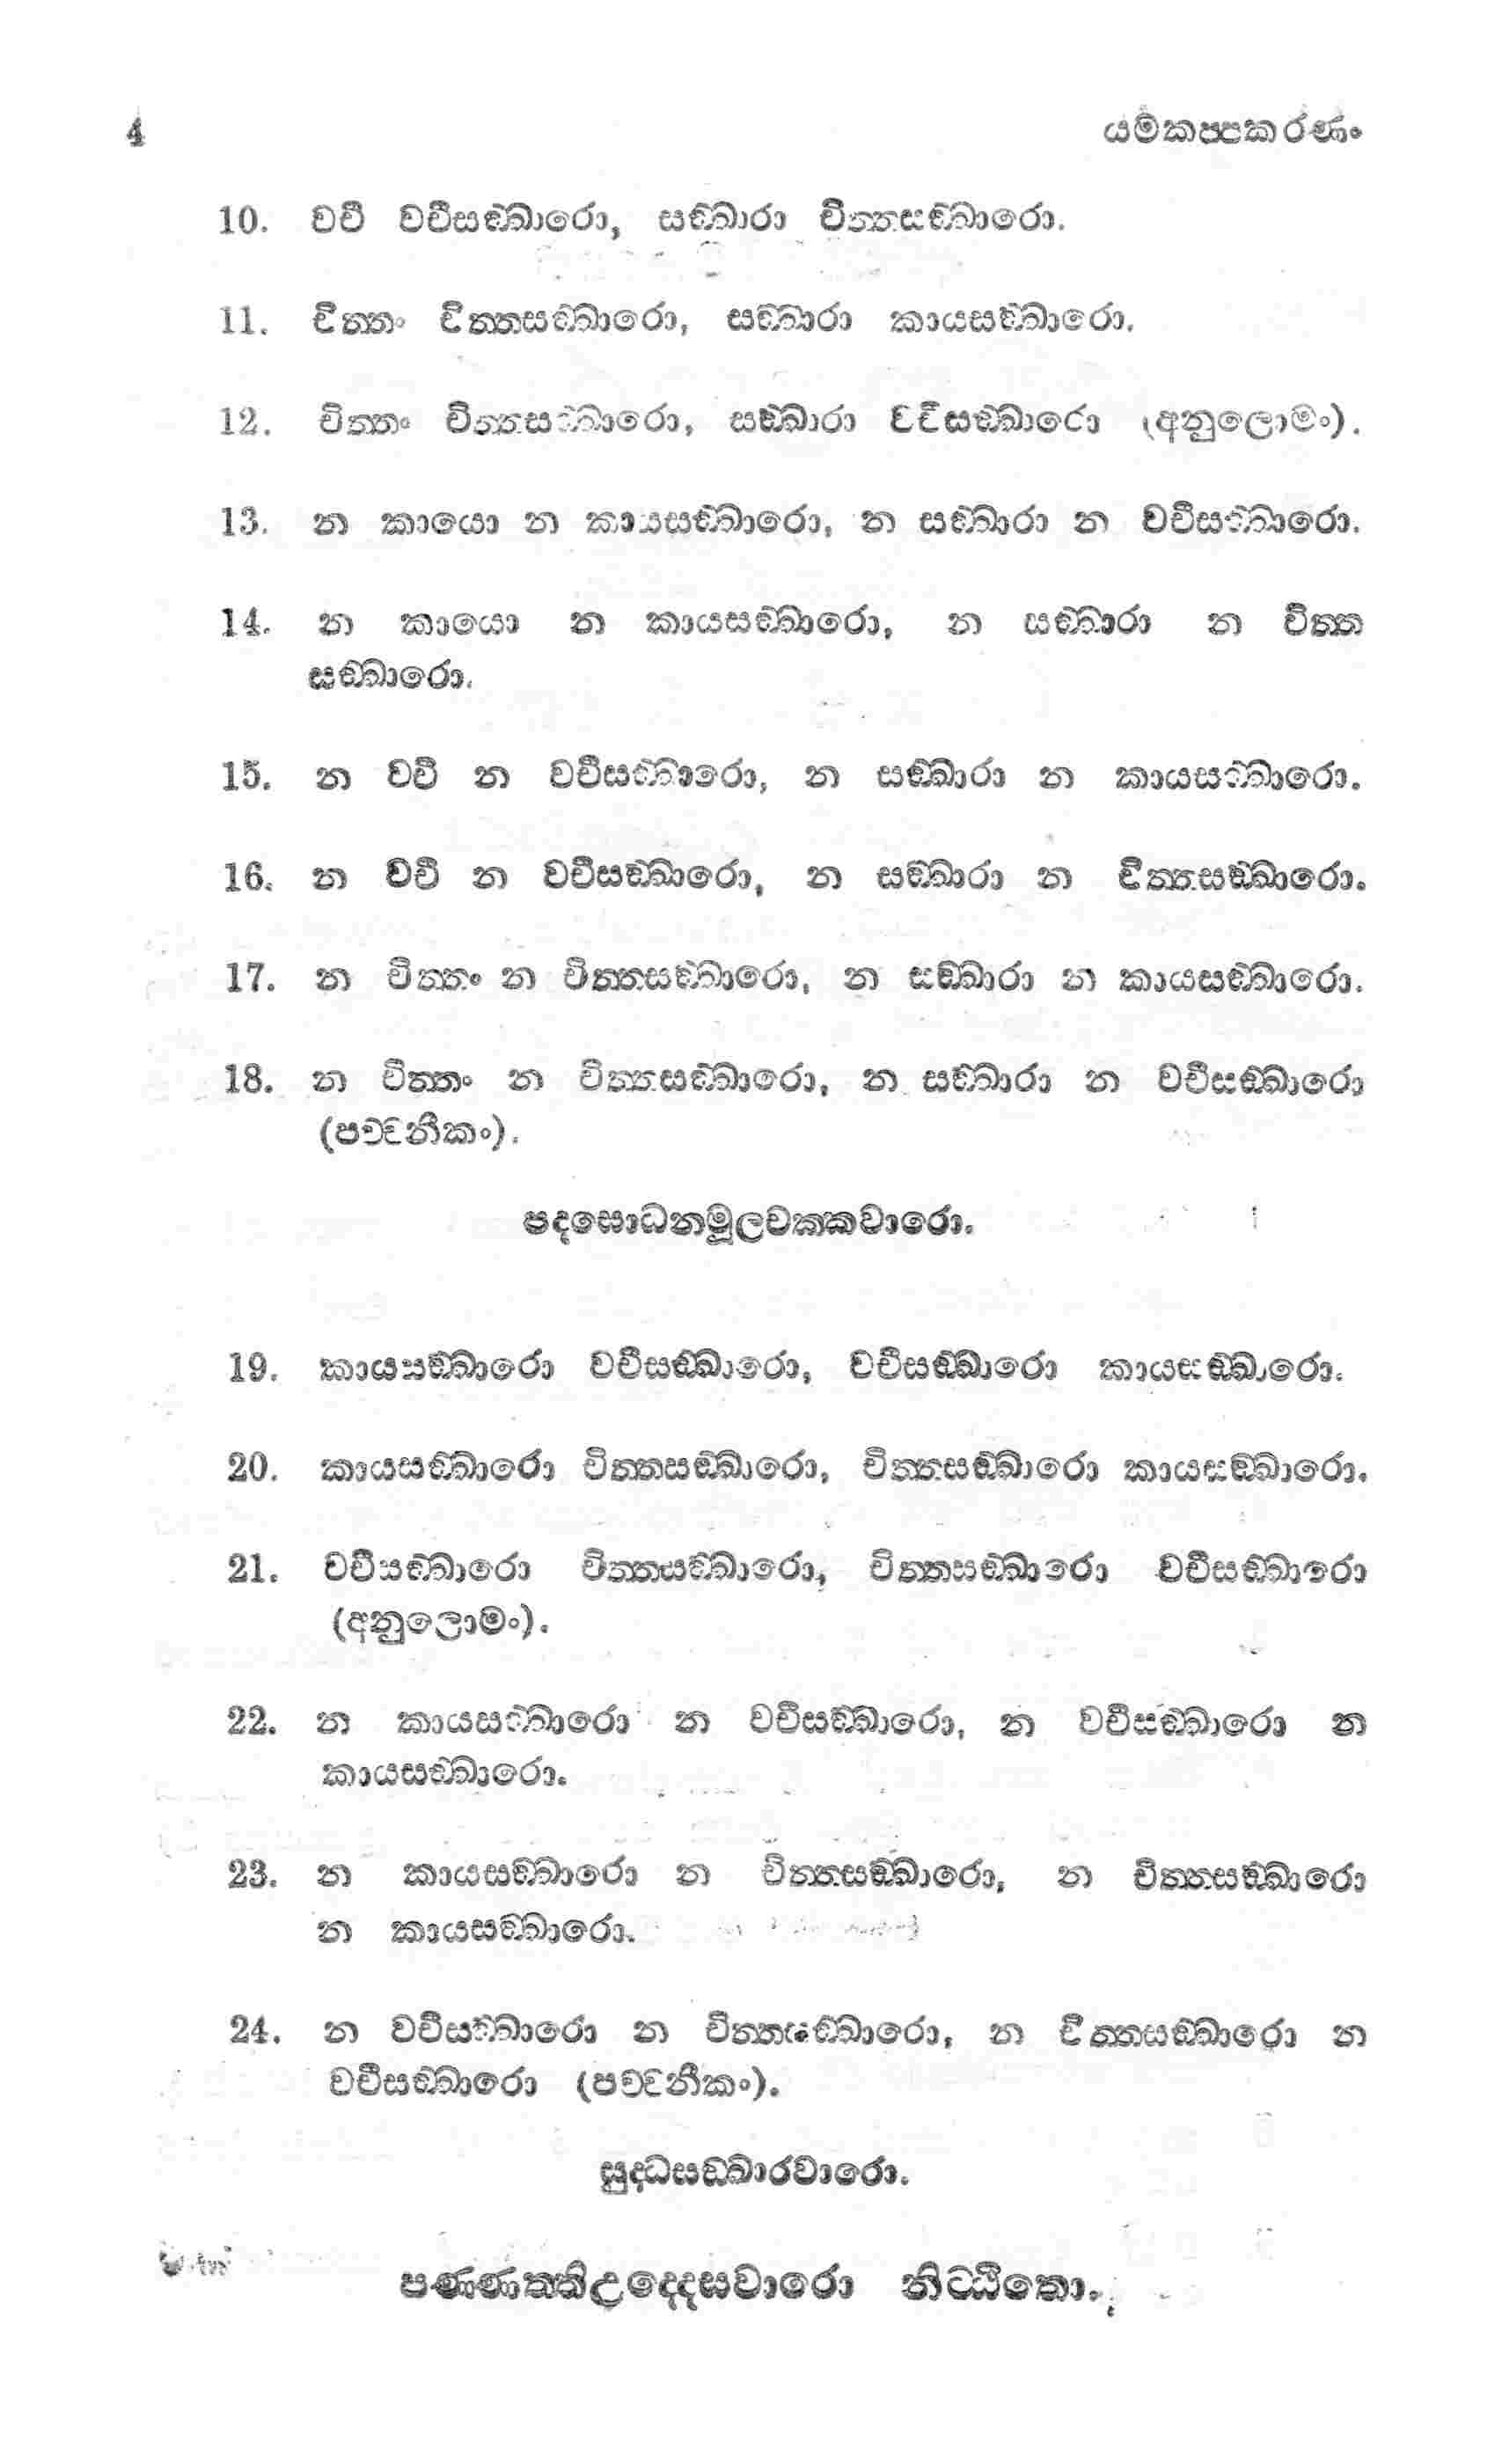 4 යමකප්පකරණං
10. වචී වචීසඞ්ඛාරො, සඞ්ඛාරා චිත්තසඞ්ඛාරො.
11. චිත්තං චිත්තසඞ්ඛාරො, සඞ්ඛාරා කායසඞ්ඛාරො.
12. චිත්තං චිත්තසඞ්ඛාරො, සඞ්ඛාරා වචීසඞ්ඛාරො (අනුලොමං).
13. න කායො න කායසඞ්ඛාරො, න සඞ්ඛාරා න වචීසඞ්ඛාරො.
14. න කායො න කායසඞ්ඛාරො, න සඞ්ඛාරා න චිත්ත
සඞ්ඛාරො.
15. න වචී න වචීසඞ්ඛාරො, න සඞ්ඛාරා න කායසඞ්ඛාරො.
16. න වචී න වචීසඞ්ඛාරො, න සඞ්ඛාරා න චිත්තසඞ්ඛාරො.
17. න චිත්තං න චිත්තසඞ්ඛාරො, න සඞ්ඛාරා න කායසඞ්ඛාරො.
18. න චිත්තං න චිත්තසඞ්ඛාරො, න සඞ්ඛාරා න වචීසඞ්ඛාරො
(පච්චනීකං).
පදසොධනමූලචක්කවාරො.
19. කායසඞ්ඛාරො වචීසඞ්ඛාරො, වචීසඞ්ඛාරො කායසඞ්ඛාරො.
20. කායසඞ්ඛාරො චිත්තසඞ්ඛාරො, චිත්තසඞ්ඛාරො කායසඞ්ඛාරො.
21. වචීසඞ්ඛාරො චිත්තසඞ්ඛාරො, චිත්තසඞ්ඛාරො වචීසඞ්ඛාරො
(අනුලොමං).
22. න කායසඞ්ඛාරො න වචීසඞ්ඛාරො, න වචීසඞ්ඛාරො න
කායසඞ්ඛාරො.
23. න කායසඞ්ඛාරො න චිත්තසඞ්ඛාරො, න චිත්තසඞ්ඛාරො
න කායසඞ්ඛාරො.
24. න වචීසඞ්ඛාරො න චිත්තසඞ්ඛාරො, න චිත්තසඞ්ඛාරො න
වචීසඞ්ඛාරො (පච්චනීකං).
සුද්ධසඞ්ඛාරවාරො.
පණ්ණත්තිඋද්දෙසවාරො නිට්ඨිතො.